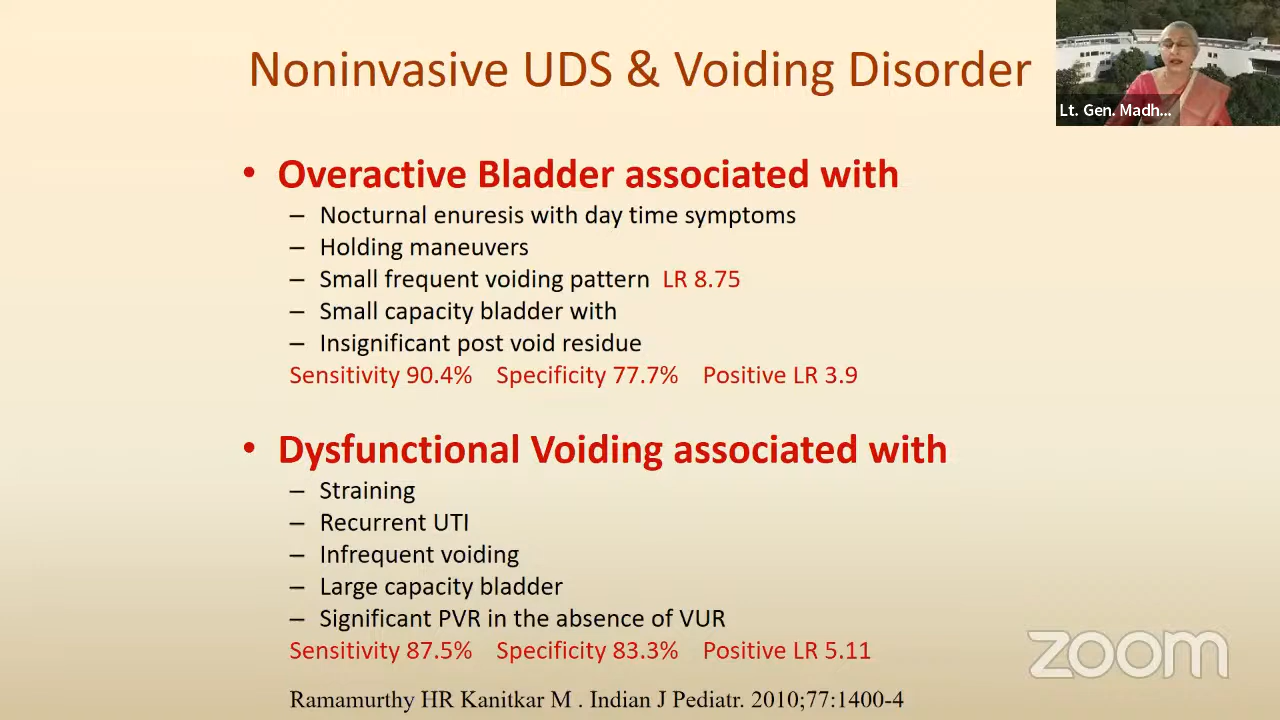 Noninvasive UDS & Voiding Disorder
Lt. Gen. Madh...
• Overactive Bladder associated with
– Nocturnal enuresis with day time symptoms
– Holding maneuvers
– Small frequent voiding pattern LR 8.75
– Small capacity bladder with
– Insignificant post void residue
Sensitivity 90.4% Specificity 77.7% Positive LR 3.9
• Dysfunctional Voiding associated with
– Straining
– Recurrent UTI
– Infrequent voiding
– Large capacity bladder
– Significant PVR in the absence of VUR
Sensitivity 87.5% Specificity 83.3% Positive LR 5.11
zoom
Ramamurthy HR Kanitkar M . Indian J Pediatr. 2010;77:1400-4